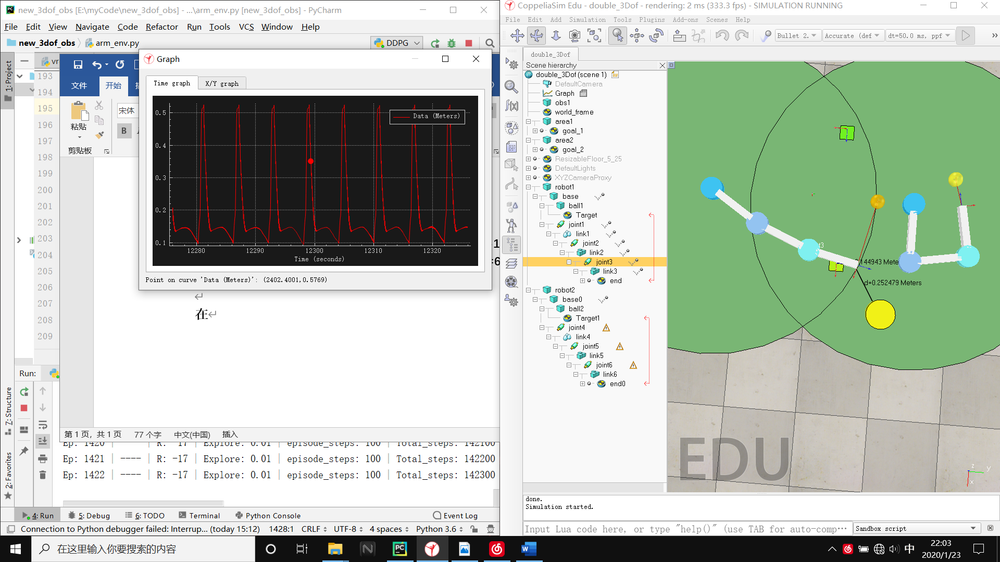 new_3dof_obs [E:\myCode\new_3dof_obs] - ...\arm_env.py [new_3dof_obs] - PyCharm
File Edit View Navigate Code Refactor Run Tools VCS Window Help
new_3dof_obs arm_env.py DDPG
1: Project
vr
193
194
195
196
197
198
199
200
201
202
203
204
205
206
207
208
209
文件 开始
粘贴
宋体
B
剪贴板
Graph
Time graph X/Y graph
Data (Meters)
0.5
0.4
0.3
0.2
0.1
12280 12290 12300 12310 12320
Time (seconds)
Point on curve 'Data (Meters)': (2402.4001,0.5769)
↵
在↵
第 1 页，共 1 页 77 个字 中文(中国) 插入
Run:
7: Structure
2: Favorites
Ep: 1420 | R: -17 | Explore: 0.01 | episode_steps: 100 | Total_steps: 142100
Ep: 1421 | ---- | R: -17 | Explore: 0.01 | episode_steps: 100 | Total_steps: 142200
Ep: 1422 | ---- | R: -17 | Explore: 0.01 | episode_steps: 100 | Total_steps: 142300
4: Run 5: Debug 6: TODO Terminal Python Console Event Log
Connection to Python debugger failed: Interrup... (today 15:12) 1428:1 CRLF UTF-8 4 spaces Python 3.6
CoppeliaSim Edu - double_3Dof - rendering: 2 ms (333.3 fps) - SIMULATION RUNNING
File Edit Add Simulation Tools Plugins Add-ons Scenes Help
Bullet 2. Accurate (def dt=50.0 ms, ppf
double_3Dof
Scene hierarchy
double_3Dof (scene 1)
DefaultCamera
Graph
obs1
world_frame
area1
goal_1
area2
goal_2
ResizableFloor_5_25
DefaultLights
XYZCameraProxy
robot1
base
ball1
Target
joint1
link1
joint2
link2
joint3
link3
end
robot2
base0
ball2
Target1
joint4
link4
joint5
link5
joint6
link6
end0
144943 Mete
d=0.252479 Meters
EDU
z
y
x
done.
Simulation started.
Input Lua code here, or type "help()" (use TAB for auto-comp··· Sandbox script
在这里输入你要搜索的内容
中
22:03
2020/1/23